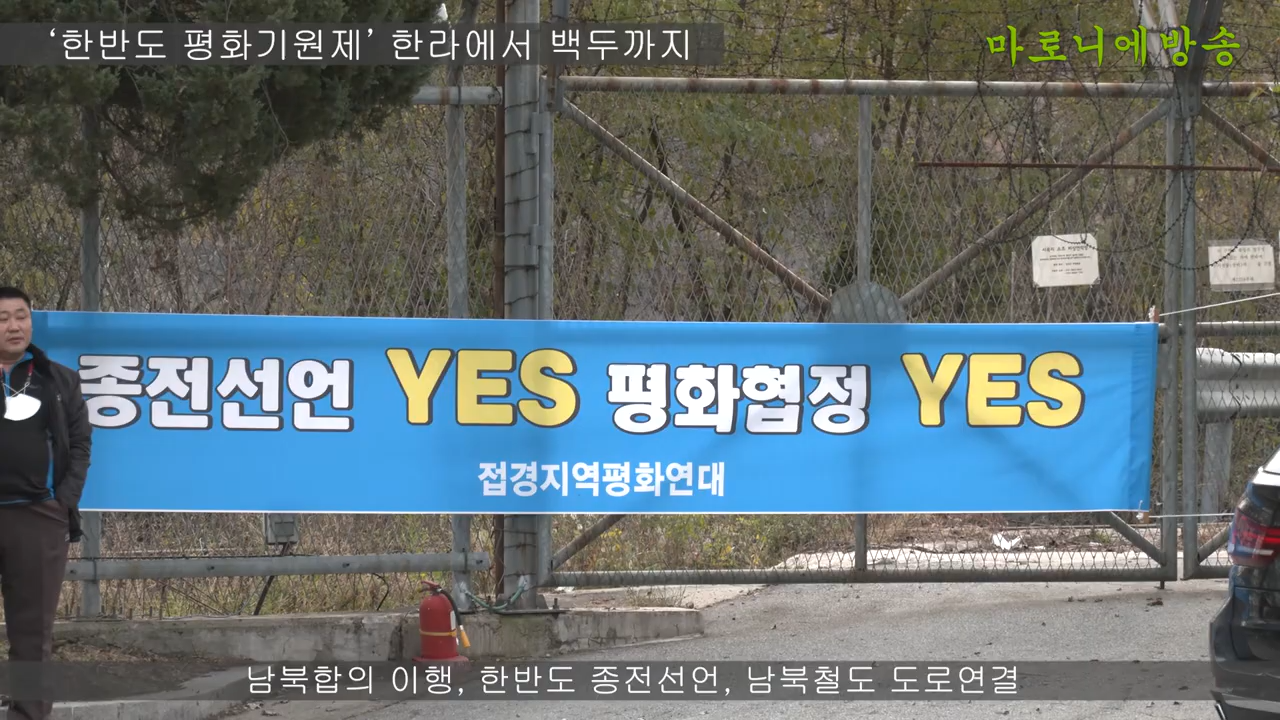 ‘한반도 평화기원제’ 한라에서 백두까지
마로니에방송
종전선언 YES 평화협정 YES
접경지역평화연대
남북합의 이행, 한반도 종전선언, 남북철도 도로연결